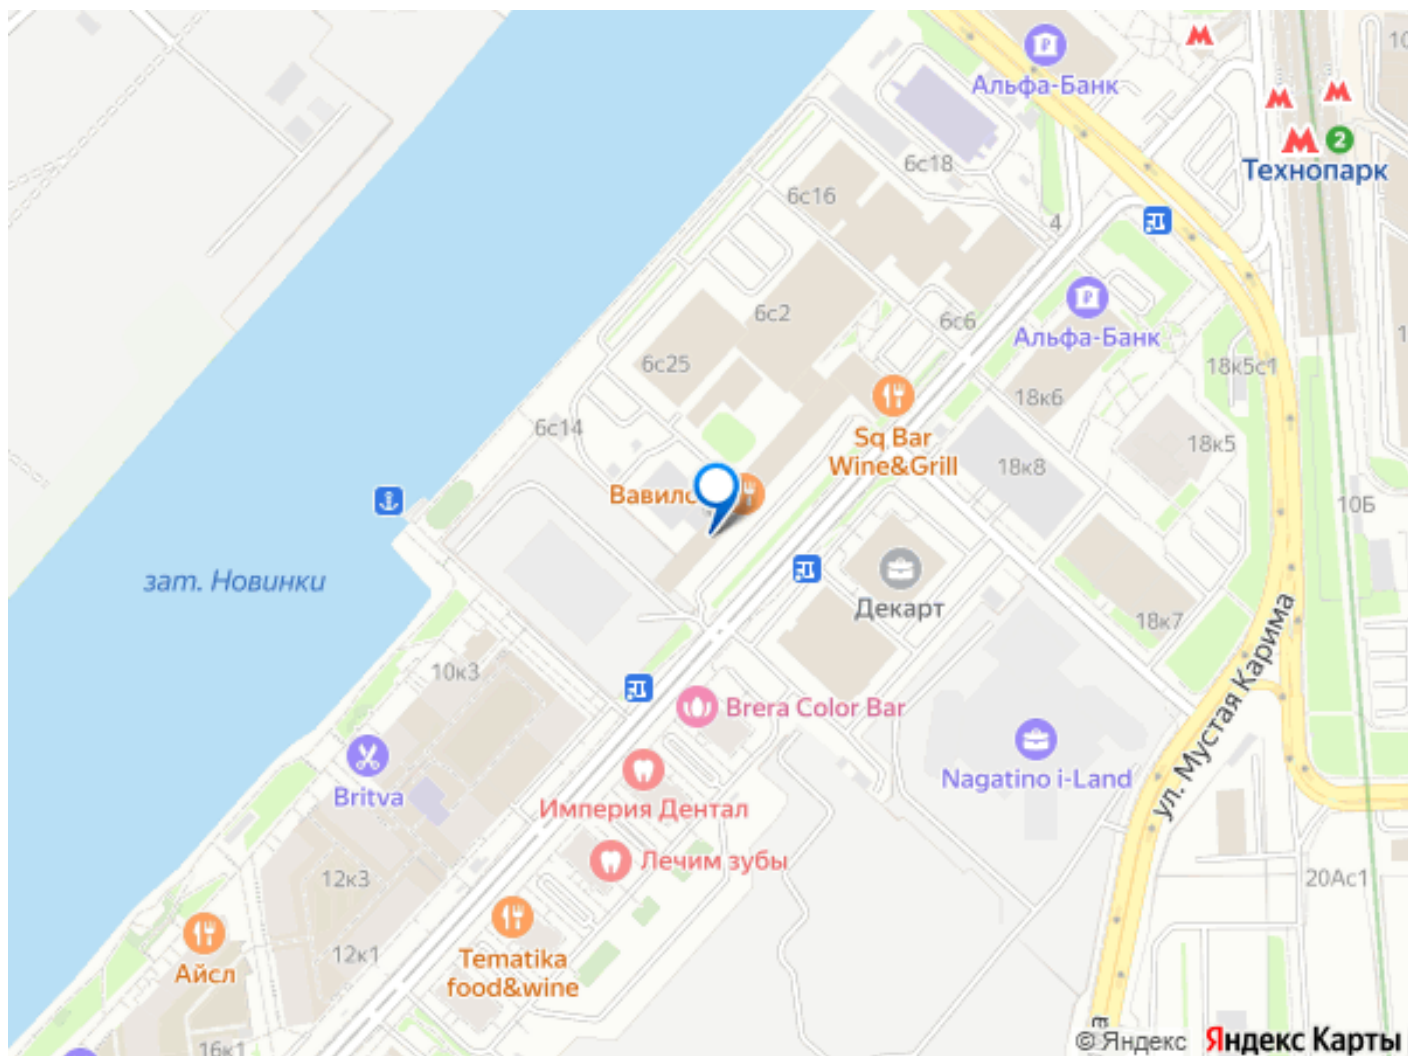 10
Альфа-Банк
2
Технопарк
6с18
6с16
4
6с2
6с6
Альфа-Банк
6с25
18к5с1
18к6
6с14
Sq Bar
Wine&Grill
18к5
18к8
10Б
зат. Новинки
Декарт
18к7
10к3
ул. Мустая Карима
Brera Color Bar
Nagatino i-Land
Britva
Империя Дентал
Лечим зубы
12к3
20Ас1
Айсл
12к1
Tematika
food&wine
16к1
© Яндекс Яндекс Карты